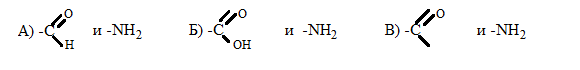 А) -C O H и -NH2 Б) -C O OH и -NH2 В) -C O и -NH2